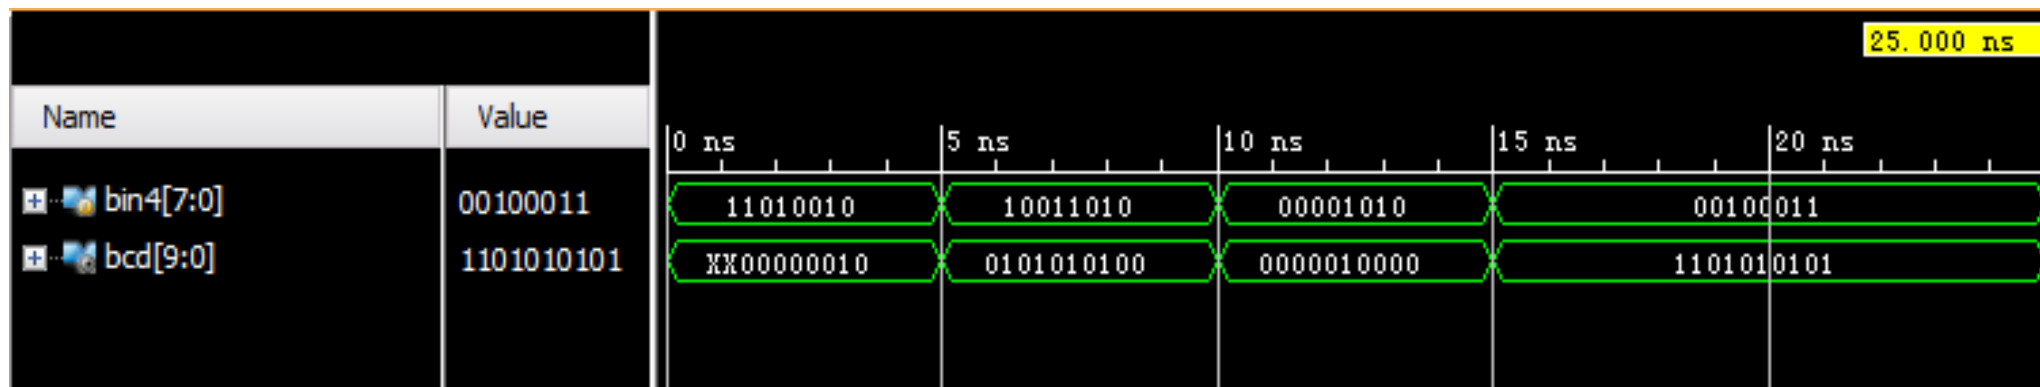 25.000 ns
Name Value
0 ns 5 ns 10 ns 15 ns 20 ns
bin4[7:0] 00100011 11010010 10011010 00001010 00100011
bcd[9:0] 1101010101 XX00000010 0101010100 0000010000 1101010101